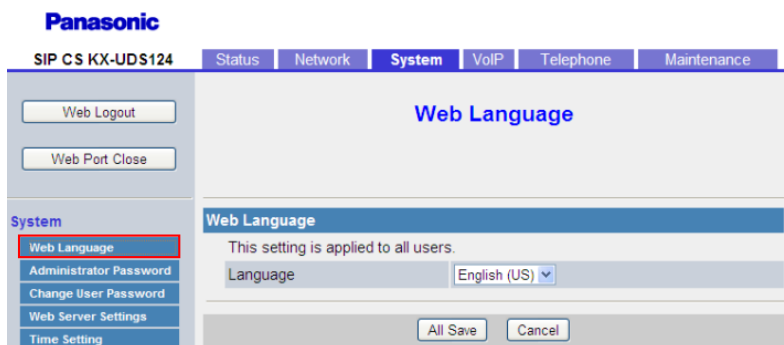 Panasonic
SIP CS KX-UDS124
Status Network System VoIP Telephone Maintenance
Web Logout
Web Port Close
Web Language
System
Web Language
Administrator Password
Change User Password
Web Server Settings
Time Setting
Web Language
This setting is applied to all users.
Language English (US)
All Save Cancel